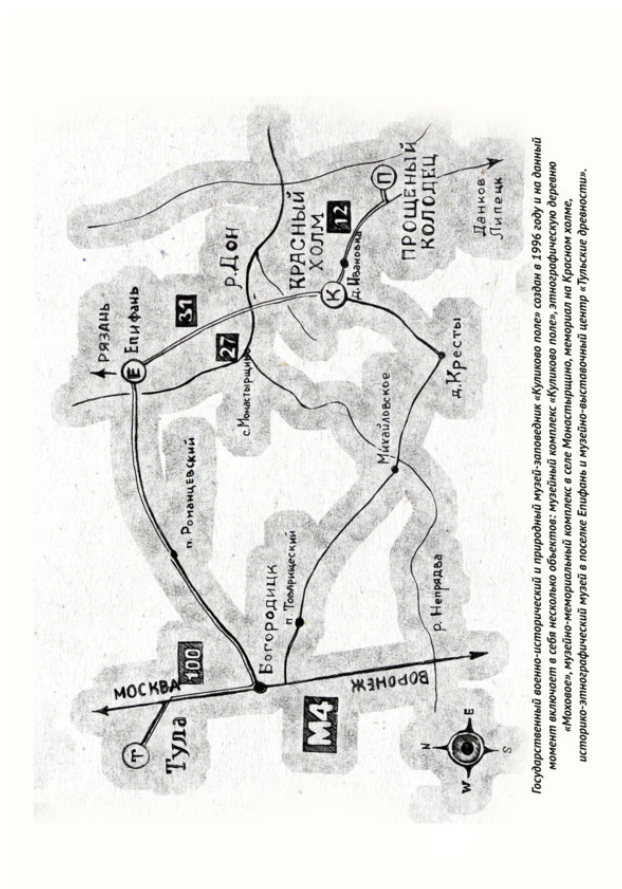 РЯЗАНЬ
Е
Епифань
МОСКВА
Т
Тула
100
31
п. Романцевский
27
р. Дон
с. Монастырщино
Богородицк
п. Товарищеский
КРАСНЫЙ
ХОЛМ
М4
К
12
д. Ивановка
П
ВОРОНЕЖ
Михайловское
ПРОЩЕНЫЙ
КОЛОДЕЦ
р. Непрядва
д. Кресты
Данков -
Липецк
N
W
E
S
Государственный военно-исторический и природный музей-заповедник «Куликово поле» создан в 1996 году и на данный
момент включает в себя несколько объектов: музейный комплекс «Куликово поле», этнографическую деревню
«Моховое», музейно-мемориальный комплекс в селе Монастырщино, мемориал на Красном холме,
историко-этнографический музей в поселке Епифань и музейно-выставочный центр «Тульские древности».